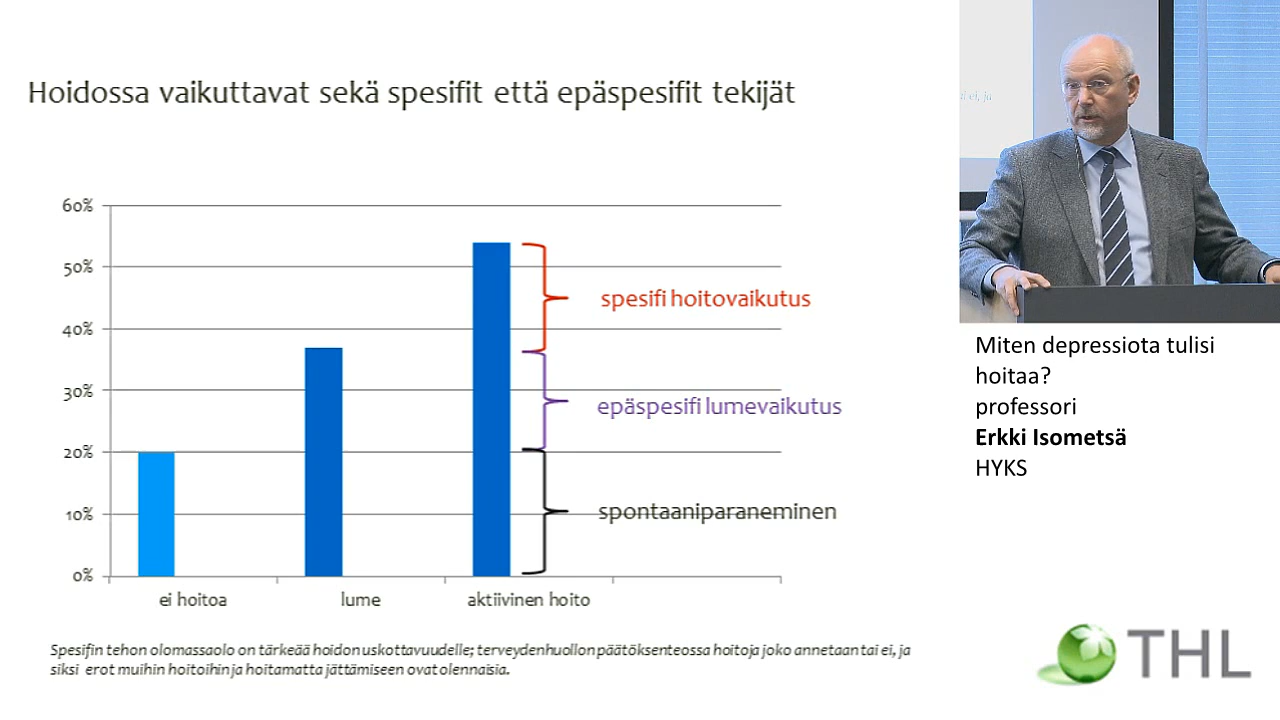 Hoidossa vaikuttavat sekä spesifit että epäspesifit tekijät
60%
50%
40%
30%
20%
10%
0%
spesifi hoitovaikutus
epäspesifi lumevaikutus
spontaaniparaneminen
ei hoitoa
lume
aktiivinen hoito
Spesifin tehon olomassaolo on tärkeää hoidon uskottavuudelle; terveydenhuollon päätöksenteossa hoitoja joko annetaan tai ei, ja
siksi erot muihin hoitoihin ja hoitamatta jättämiseen ovat olennaisia.
ei, ja
Miten depressiota tulisi
hoitaa?
professori
Erkki Isometsä
HYKS
THL